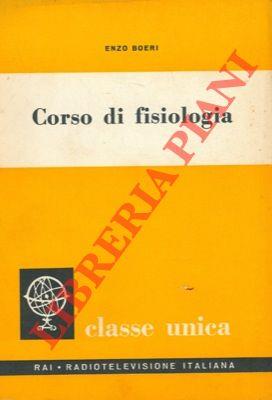 ENZO BOERI
Corso di fisiologia
LIBRERIA PIANI
classe unica
RAI • RADIOTELEVISIONE ITALIANA